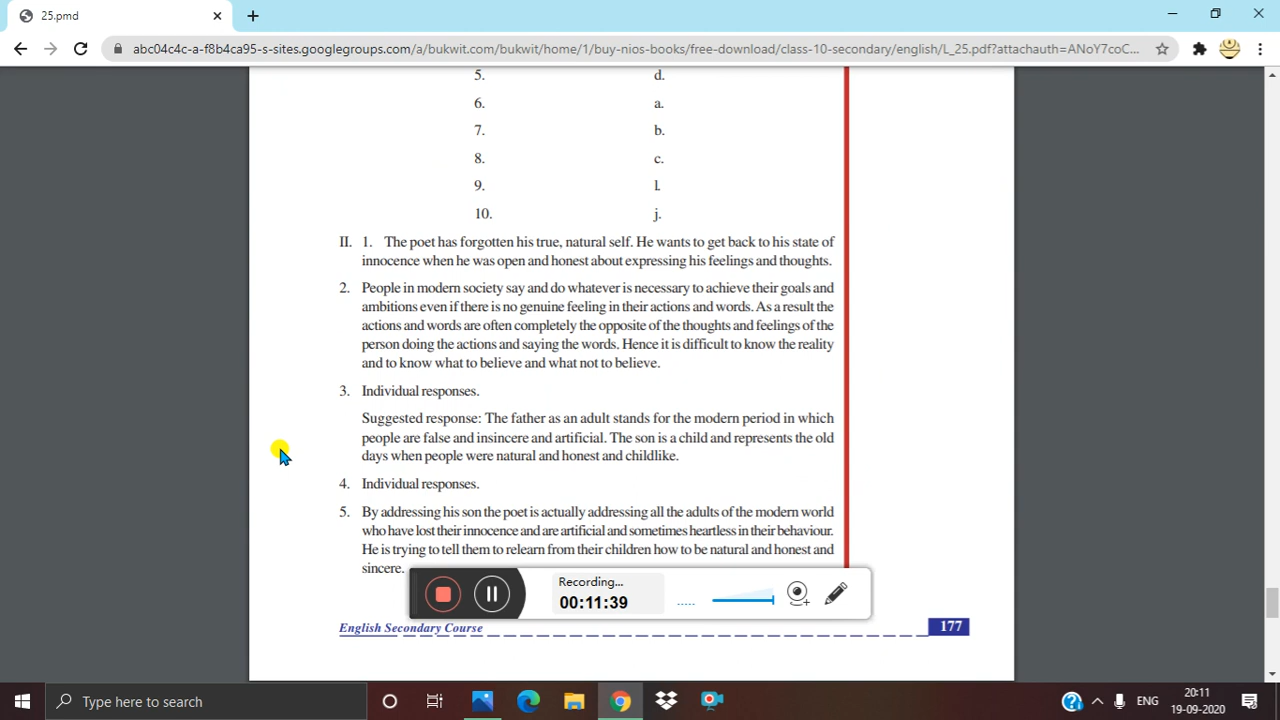 25.pmd
abc04c4c-a-f8b4ca95-s-sites.googlegroups.com/a/bukwit.com/bukwit/home/1/buy-nios-books/free-download/class-10-secondary/english/L_25.pdf?attachauth=ANoY7coC...
5. d.
6. a.
7. b.
8. c.
9. l.
10. j.
II. 1. The poet has forgotten his true, natural self. He wants to get back to his state of
innocence when he was open and honest about expressing his feelings and thoughts.
2. People in modern society say and do whatever is necessary to achieve their goals and
ambitions even if there is no genuine feeling in their actions and words. As a result the
actions and words are often completely the opposite of the thoughts and feelings of the
person doing the actions and saying the words. Hence it is difficult to know the reality
and to know what to believe and what not to believe.
3. Individual responses.
Suggested response: The father as an adult stands for the modern period in which
people are false and insincere and artificial. The son is a child and represents the old
days when people were natural and honest and childlike.
4. Individual responses.
5. By addressing his son the poet is actually addressing all the adults of the modern world
who have lost their innocence and are artificial and sometimes heartless in their behaviour.
He is trying to tell them to relearn from their children how to be natural and honest and
sincere.
Recording...
00:11:39
English Secondary Course 177
Type here to search
ENG
20:11
19-09-2020